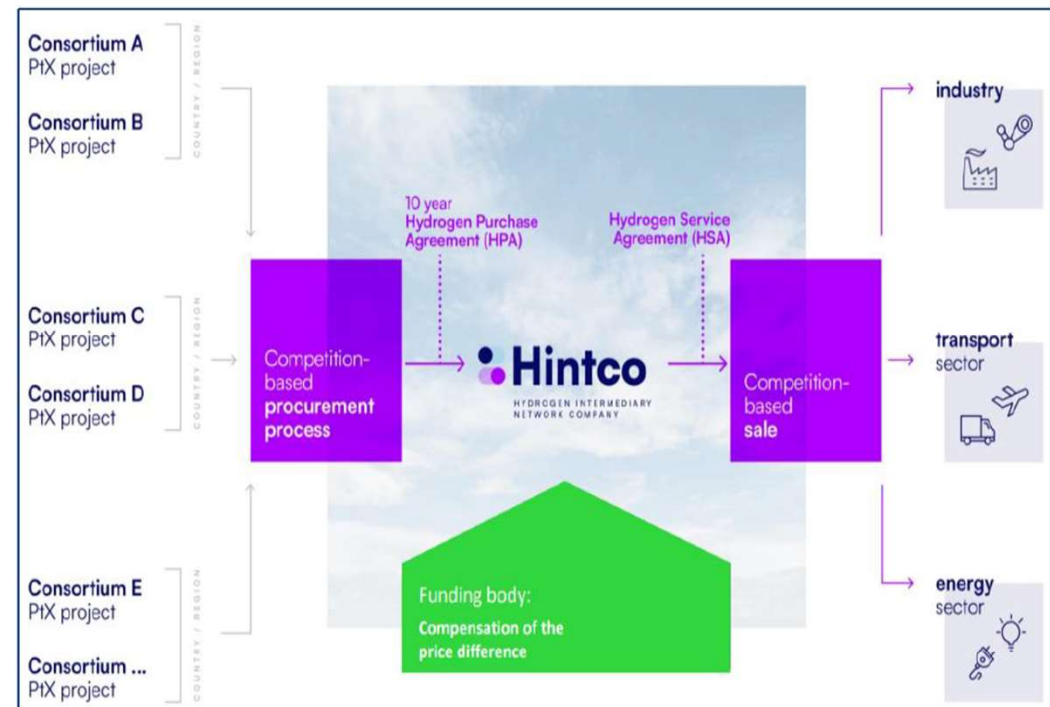 Consortium A
PtX project
Consortium B
PtX project
COUNTRY / REGION
Consortium C
PtX project
Consortium D
PtX project
COUNTRY / REGION
Consortium E
PtX project
Consortium ...
PtX project
COUNTRY / REGION
Competition-
based
procurement
process
10 year
Hydrogen Purchase
Agreement (HPA)
Hintco
HYDROGEN INTERMEDIARY
NETWORK COMPANY
Hydrogen Service
Agreement (HSA)
Competition-
based
sale
Funding body:
Compensation of the
price difference
industry
transport
sector
energy
sector